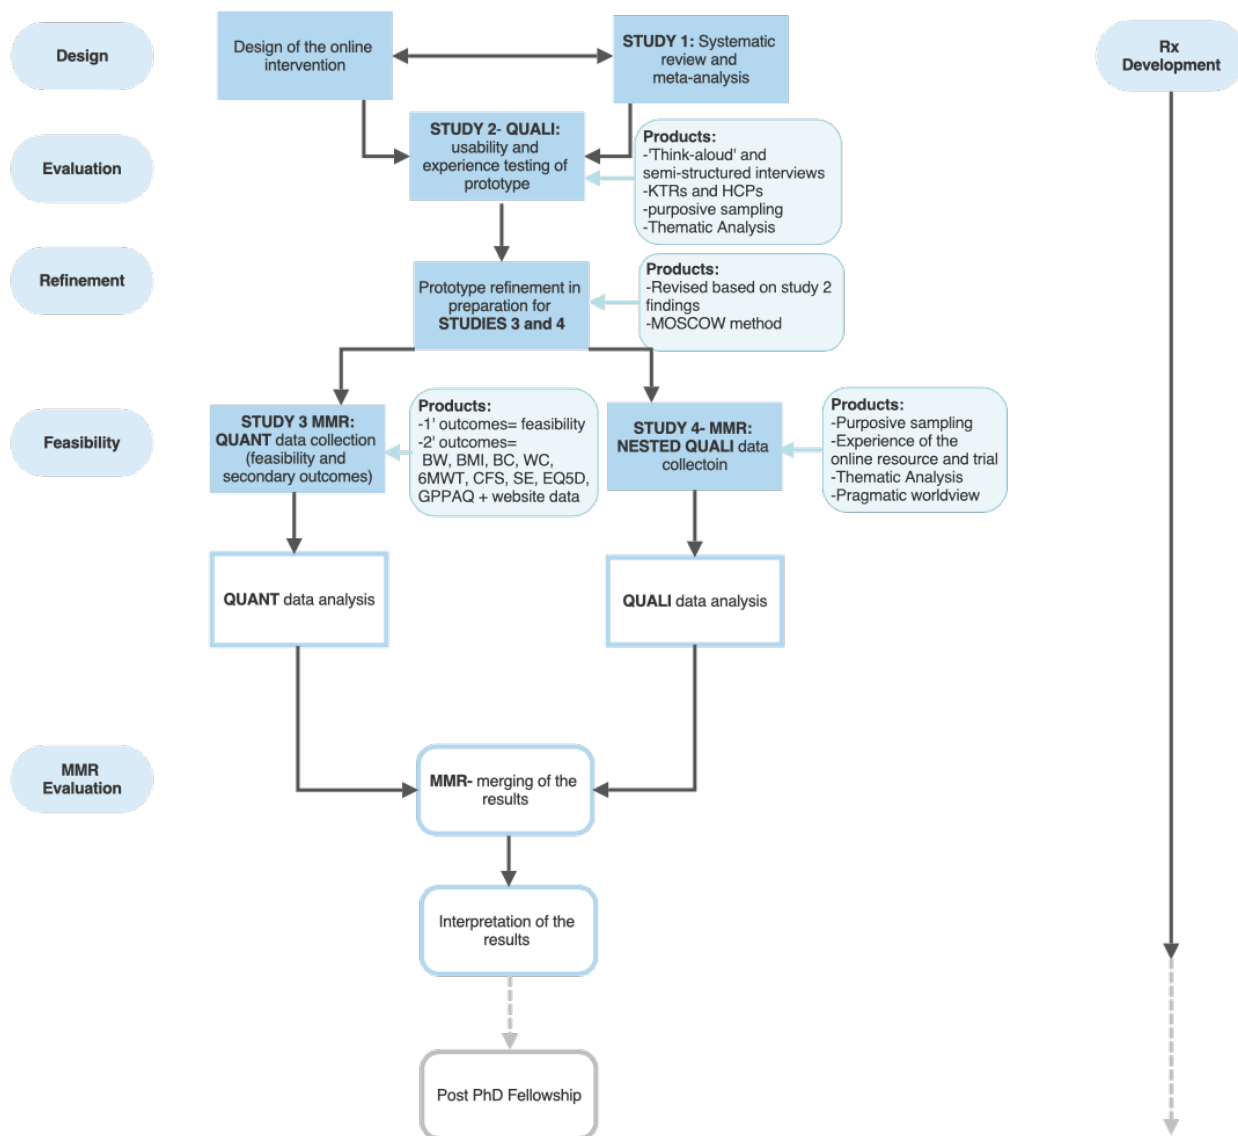 Design
Design of the online
intervention
STUDY 1: Systematic
review and
meta-analysis
Rx
Development
Evaluation
STUDY 2- QUALI:
usability and
experience testing of
prototype
Products:
-'Think-aloud' and
semi-structured interviews
-KTRs and HCPs
-purposive sampling
-Thematic Analysis
Refinement
Prototype refinement in
preparation for
STUDIES 3 and 4
Products:
-Revised based on study 2
findings
-MOSCOW method
Feasibility
STUDY 3 MMR:
QUANT data collection
(feasibility and
secondary outcomes)
Products:
-1' outcomes= feasibility
-2' outcomes=
BW, BMI, BC, WC,
6MWT, CFS, SE, EQ5D,
GPPAQ + website data
STUDY 4- MMR:
NESTED QUALI data
collectoin
Products:
-Purposive sampling
-Experience of the
online resource and trial
-Thematic Analysis
-Pragmatic worldview
QUANT data analysis
QUALI data analysis
MMR
Evaluation
MMR- merging of the
results
Interpretation of the
results
Post PhD Fellowship